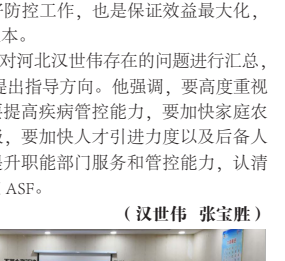 防控工作，也是保证效益最大化，
本。
对河北汉世伟存在的问题进行汇总，
提出指导方向。他强调，要高度重视
提高疾病管控能力，要加快家庭农
，要加快人才引进力度以及后备人
升职能部门服务和管控能力，认清
ASF。
（汉世伟 张宝胜）